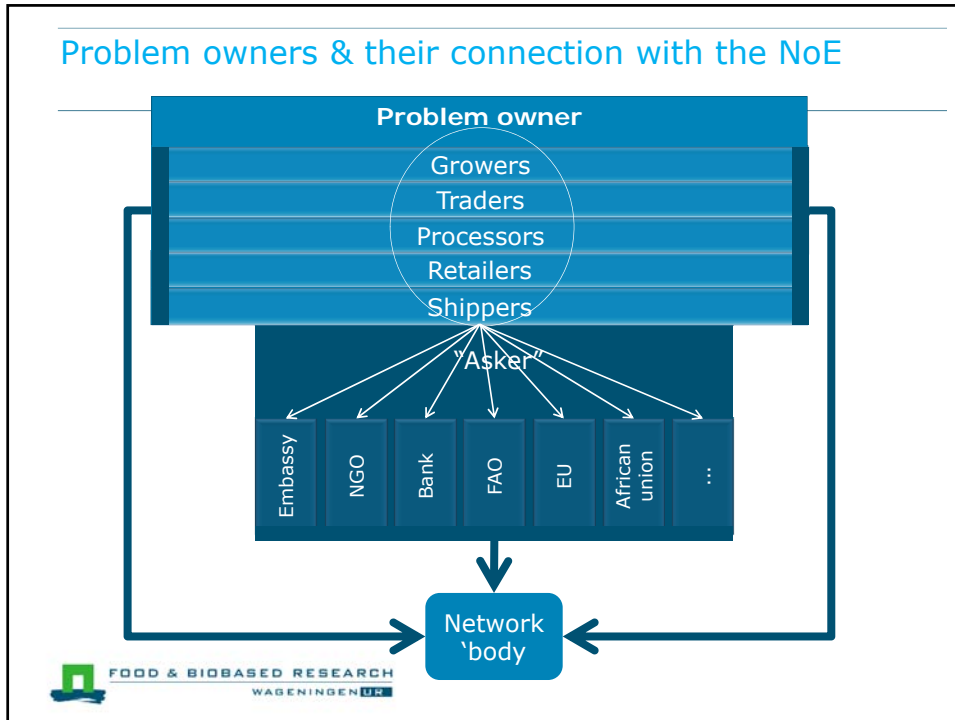 Problem owners & their connection with the NoE
Problem owner
Growers
Traders
Processors
Retailers
Shippers
“Asker”
Embassy
NGO
Bank
FAO
EU
African
union
...
Network
‘body
FOOD & BIOBASED RESEARCH
WAGENINGEN UR